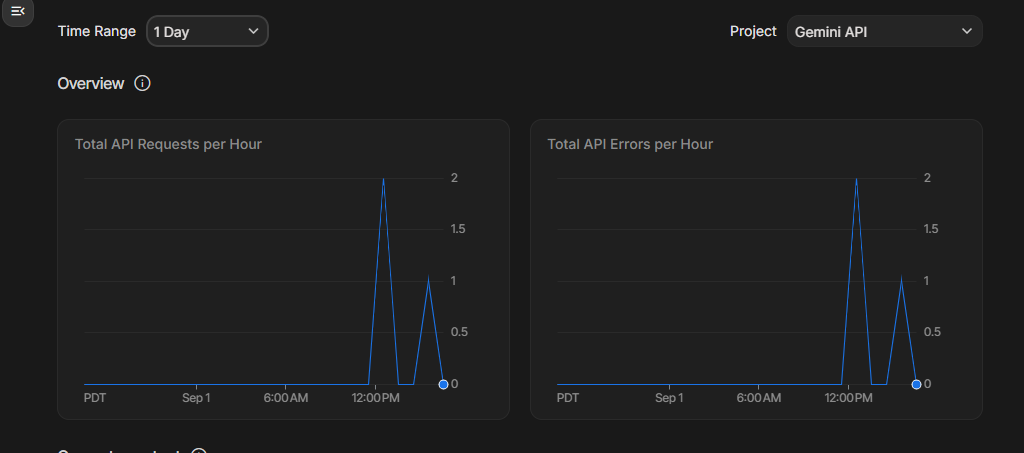 Time Range
1 Day
Project
Gemini API
Overview
Total API Requests per Hour
2
1.5
1
0.5
0
PDT
Sep 1
6:00 AM
12:00 PM
Total API Errors per Hour
2
1.5
1
0.5
0
PDT
Sep 1
6:00 AM
12:00 PM